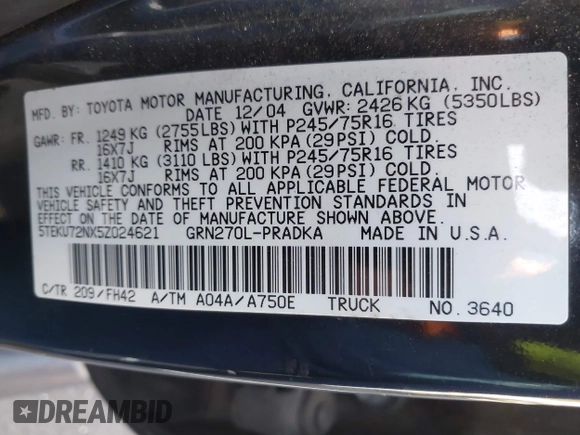 MFD. BY: TOYOTA MOTOR MANUFACTURING, CALIFORNIA, INC.
DATE 12/04 GVWR: 2426 KG (5350LBS)
GAWR: FR. 1249 KG (2755LBS) WITH P245/75R16 TIRES
16X7J RIMS AT 200 KPA (29PSI) COLD.
RR. 1410 KG (3110 LBS) WITH P245/75R16 TIRES
16X7J RIMS AT 200 KPA (29PSI) COLD.
THIS VEHICLE CONFORMS TO ALL APPLICABLE FEDERAL MOTOR
VEHICLE SAFETY AND THEFT PREVENTION STANDARDS IN
EFFECT ON THE DATE OF MANUFACTURE SHOWN ABOVE.
5TEKU72NX5Z024621 GRN270L-PRADKA MADE IN U.S.A.
C/TR 209/FH42 A/TM A04A/A750E TRUCK NO. 3640
DREAMBID